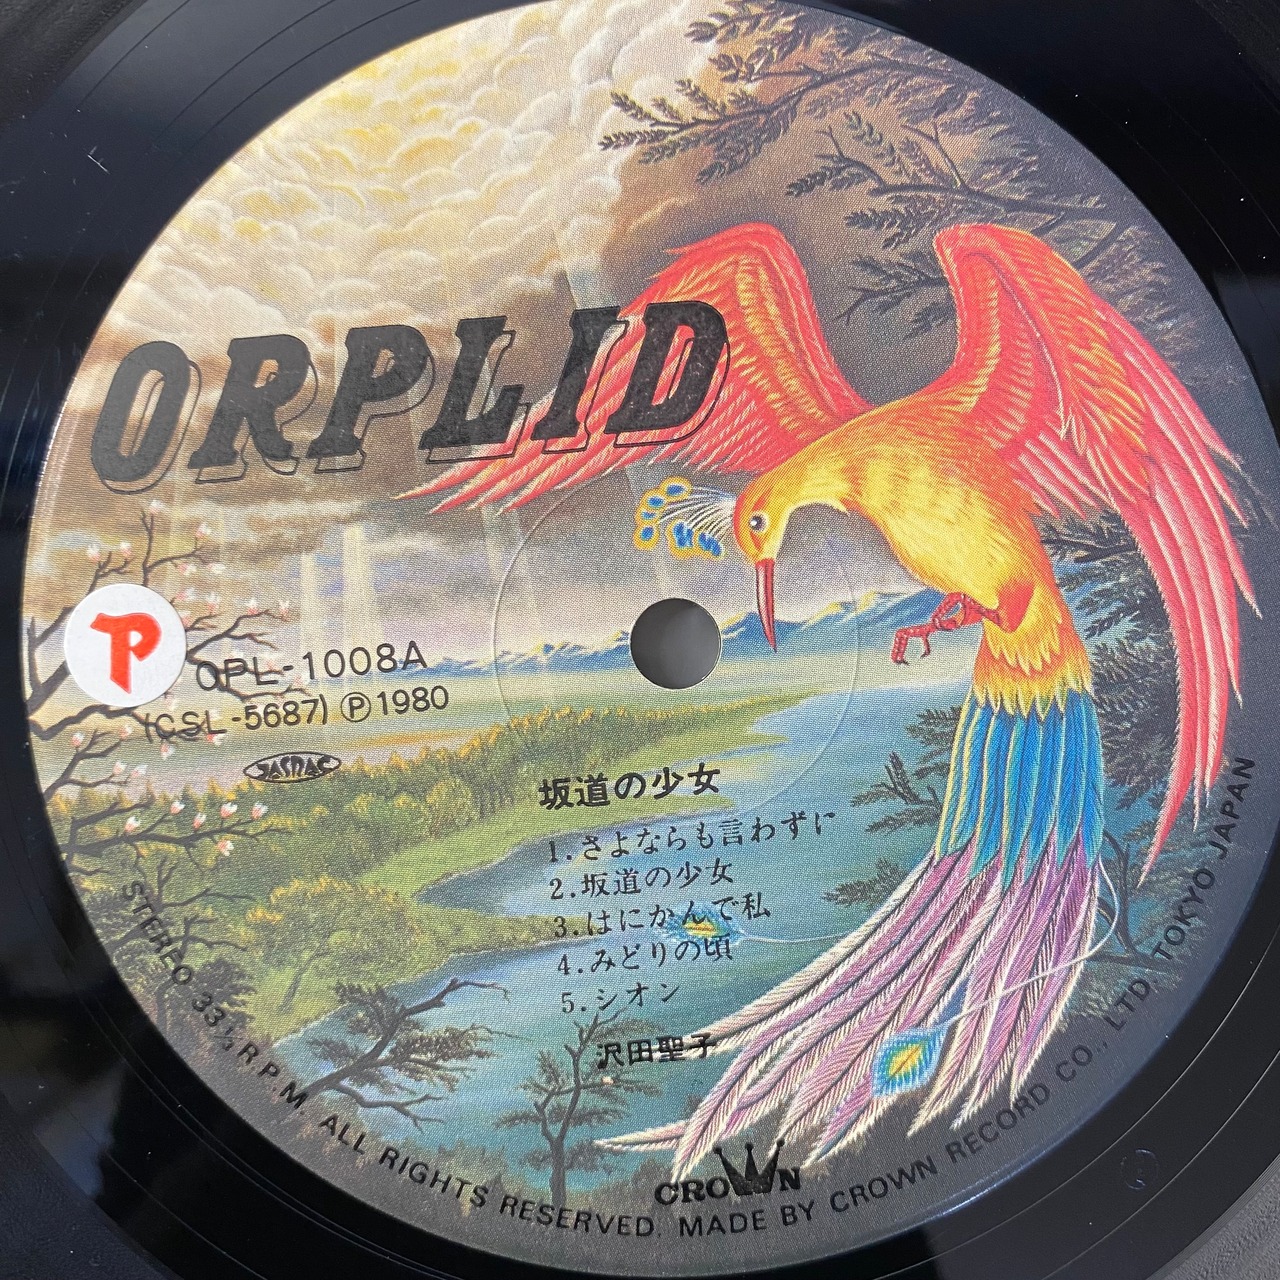 ORPLID
P
OPL-1008A
(CSL-5687) Ⓟ1980
JASRAC
坂道の少女
1.さよならも言わずに
2.坂道の少女
3.はにかんで私
4.みどりの頃
5.シオン
沢田聖子
CROWN
STEREO 33⅓ R.P.M ALL RIGHTS RESERVED. MADE BY CROWN RECORD CO., LTD. TOKYO JAPAN